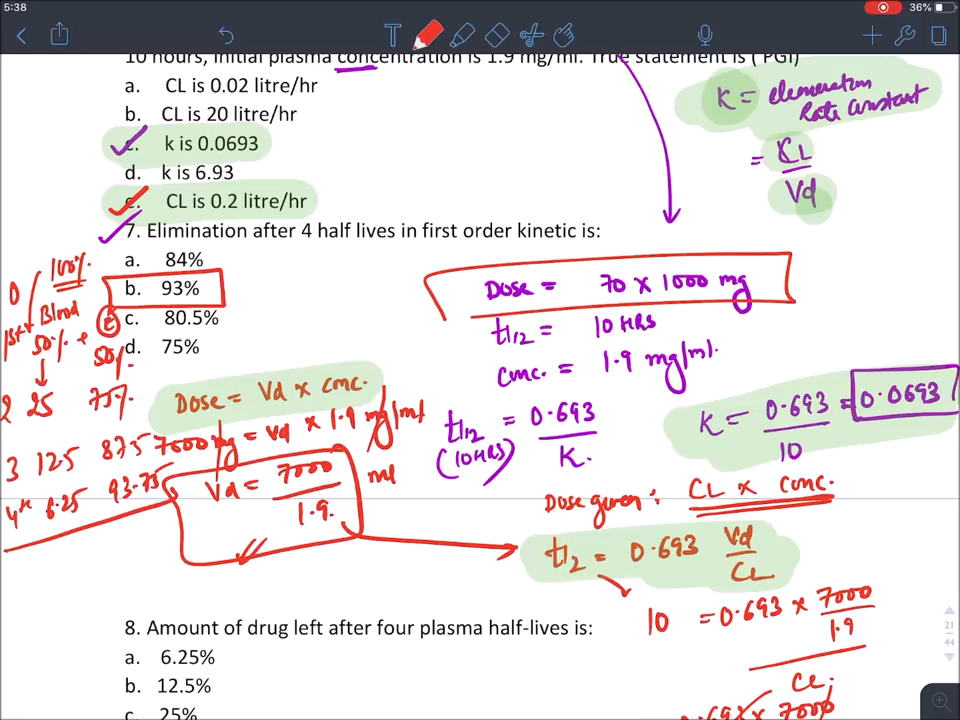 5:38
36%
T
10 hours, initial plasma concentration is 1.9 mg/ml. True statement is ( PGI)
a. CL is 0.02 litre/hr
b. CL is 20 litre/hr
c. k is 0.0693
d. k is 6.93
e. CL is 0.2 litre/hr
K = elemeration
Rate constant
= CL
Vd
7. Elimination after 4 half lives in first order kinetic is:
a. 84%
b. 93%
c. 80.5%
d. 75%
0 100%
Blood E
1st 50% + 50%
2 25 75%
3 12.5 87.5
4th 6.25 93.75
Dose = 70 x 1000 mg
t1/2 = 10 HRS
conc. = 1.9 mg/ml.
Dose = Vd x conc.
7000 mg = Vd x 1.9 mg/ml
Vd = 7000 ml
1.9.
t1/2 = 0.693
(10HRS) K.
K = 0.693 = 0.0693
10
Dose given : CL x conc.
t1/2 = 0.693 Vd
CL
10 = 0.693 x 7000
1.9
CL
0.693 x 7000
8. Amount of drug left after four plasma half-lives is:
a. 6.25%
b. 12.5%
c. 25%
21
44